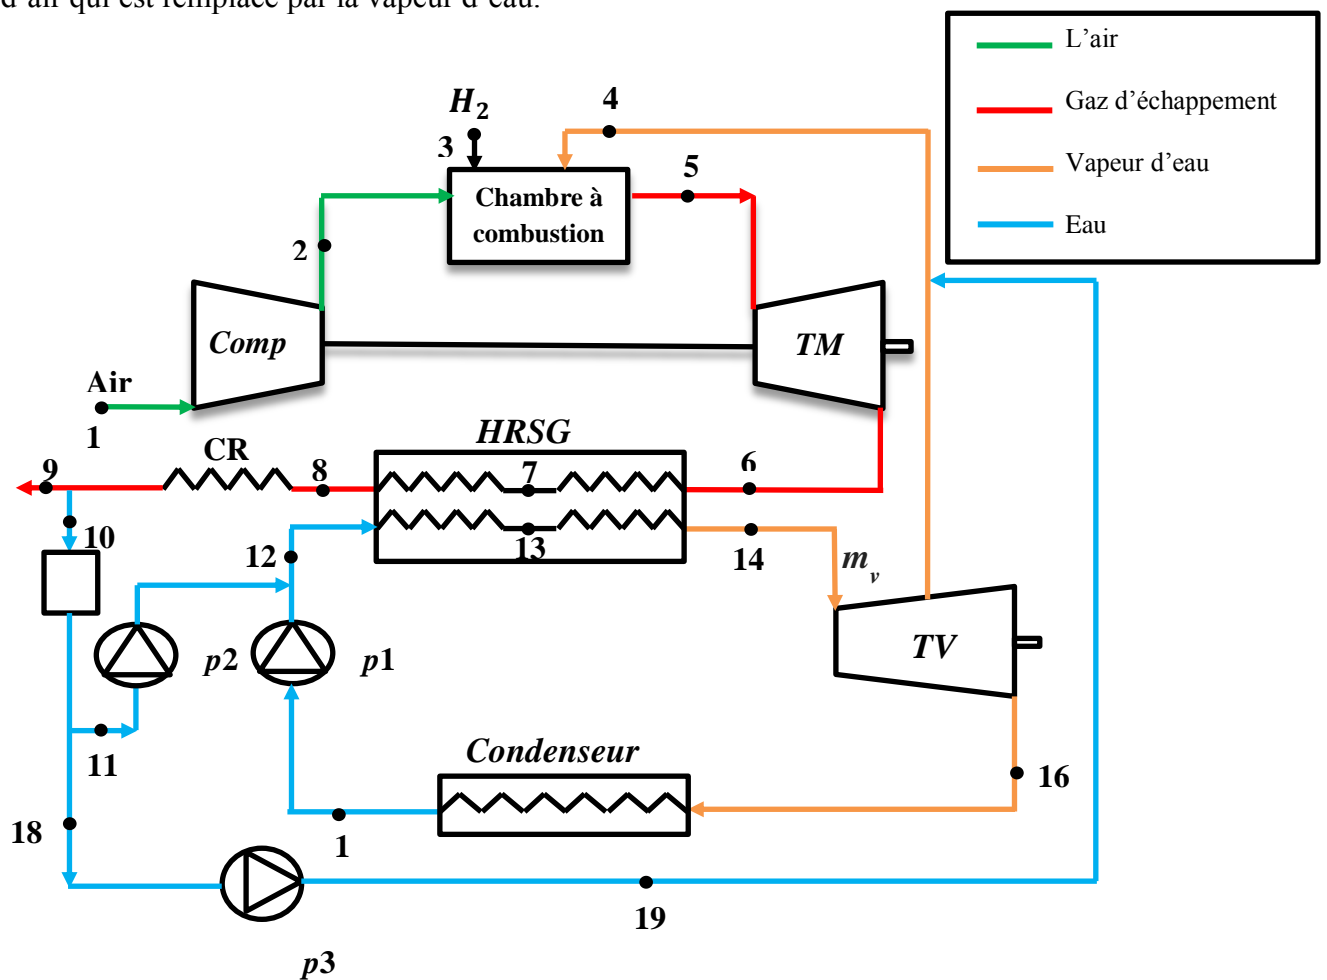 d'air qui est remplacé par la vapeur d'eau.
L'air
Gaz d'échappement
Vapeur d'eau
Eau
H2
3
4
5
Chambre à
combustion
2
Comp
TM
Air
1
HRSG
CR
9
8
7
6
10
12
13
14
mv
p2
p1
TV
11
Condenseur
16
18
1
19
p3